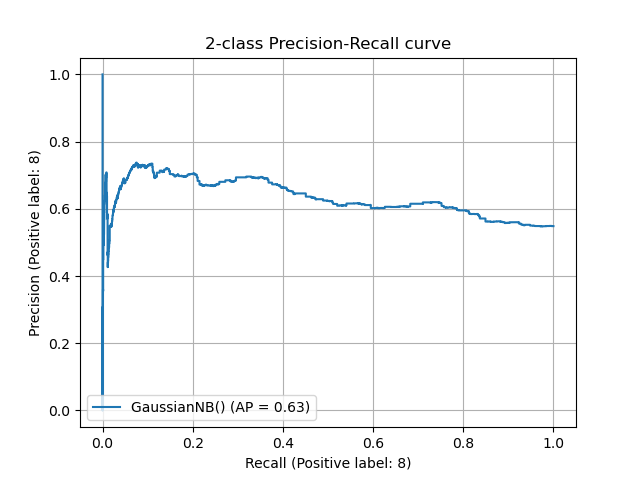 2-class Precision-Recall curve
Precision (Positive label: 8)
1.0
0.8
0.6
0.4
0.2
0.0
GaussianNB() (AP = 0.63)
0.0 0.2 0.4 0.6 0.8 1.0
Recall (Positive label: 8)